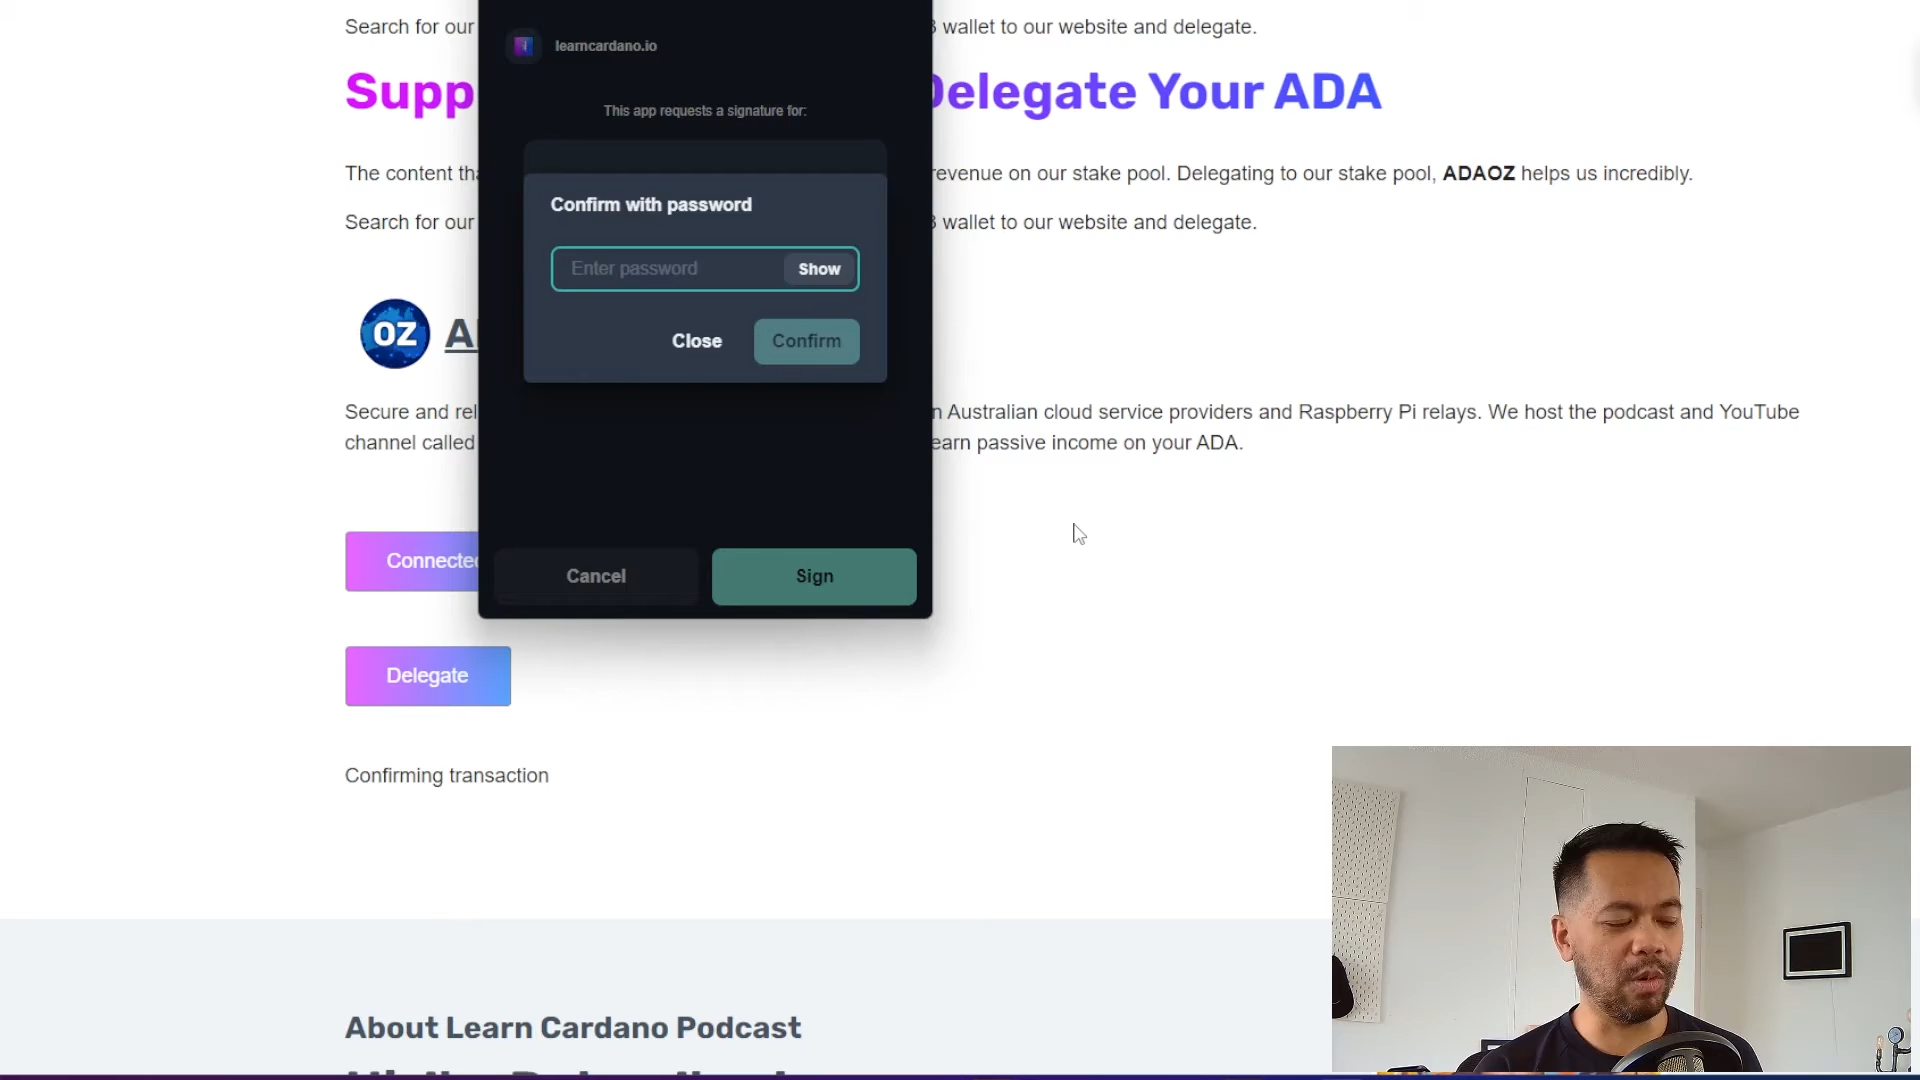 Search for our
3 wallet to our website and delegate.
learncardano.io
Supp
Delegate Your ADA
This app requests a signature for:
The content tha
revenue on our stake pool. Delegating to our stake pool, ADAOZ helps us incredibly.
Confirm with password
Search for our
3 wallet to our website and delegate.
Enter password
Show
OZ
Close
Confirm
Secure and rel
n Australian cloud service providers and Raspberry Pi relays. We host the podcast and YouTube
channel called
earn passive income on your ADA.
Connected
Cancel
Sign
Delegate
Confirming transaction
About Learn Cardano Podcast